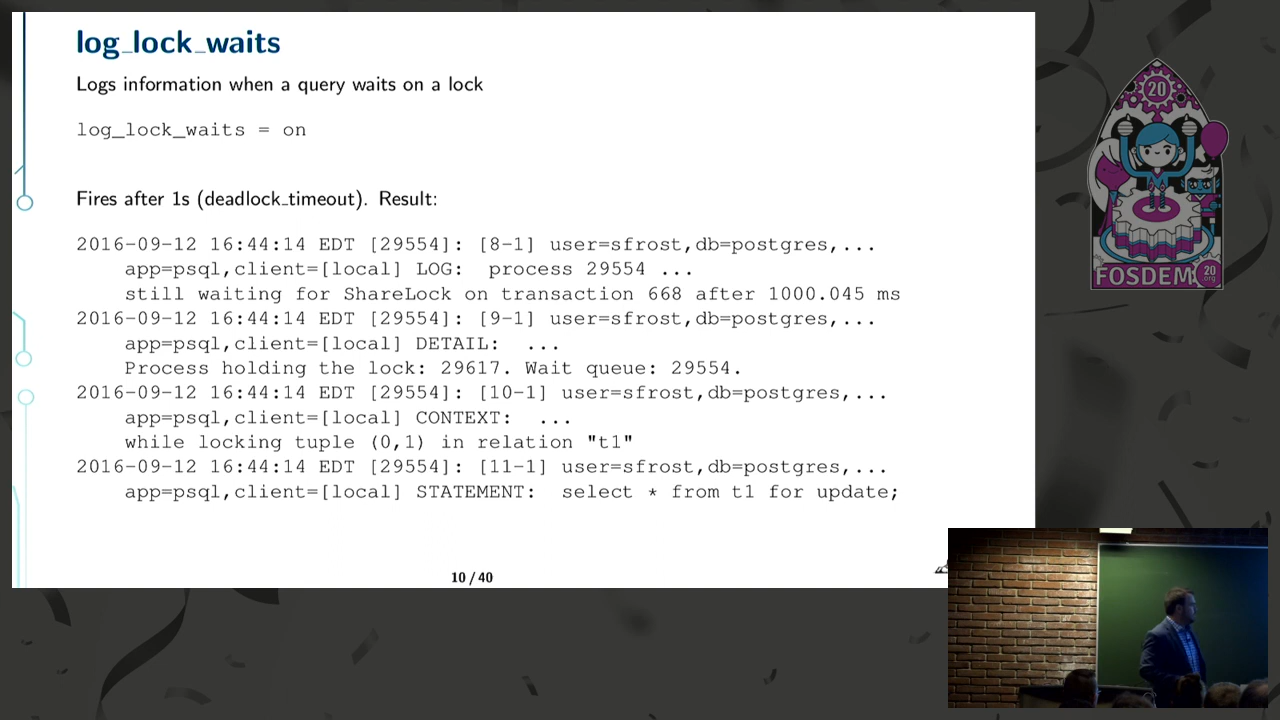 log_lock_waits
Logs information when a query waits on a lock
log_lock_waits = on
Fires after 1s (deadlock_timeout). Result:
2016-09-12 16:44:14 EDT [29554]: [8-1] user=sfrost,db=postgres,...
app=psql,client=[local] LOG:  process 29554 ...
still waiting for ShareLock on transaction 668 after 1000.045 ms
2016-09-12 16:44:14 EDT [29554]: [9-1] user=sfrost,db=postgres,...
app=psql,client=[local] DETAIL:  ...
Process holding the lock: 29617. Wait queue: 29554.
2016-09-12 16:44:14 EDT [29554]: [10-1] user=sfrost,db=postgres,...
app=psql,client=[local] CONTEXT:  ...
while locking tuple (0,1) in relation "t1"
2016-09-12 16:44:14 EDT [29554]: [11-1] user=sfrost,db=postgres,...
app=psql,client=[local] STATEMENT:  select * from t1 for update;
10 / 40
20
FOSDEM
20
.org